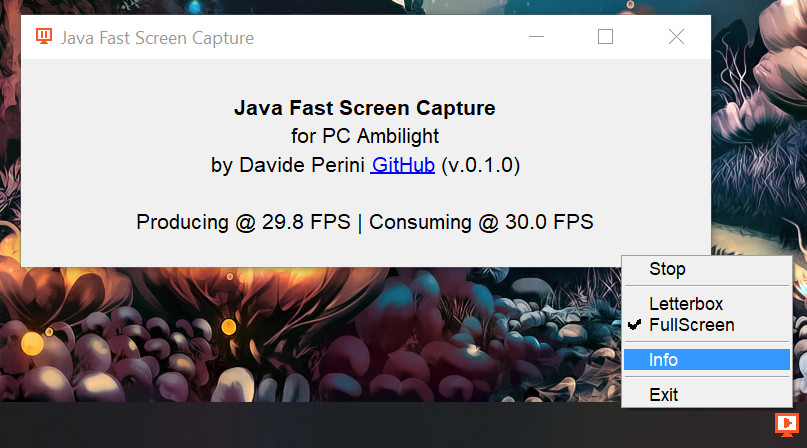 Java Fast Screen Capture
Java Fast Screen Capture
for PC Ambilight
by Davide Perini GitHub (v.0.1.0)
Producing @ 29.8 FPS | Consuming @ 30.0 FPS
Stop
Letterbox
FullScreen
Info
Exit